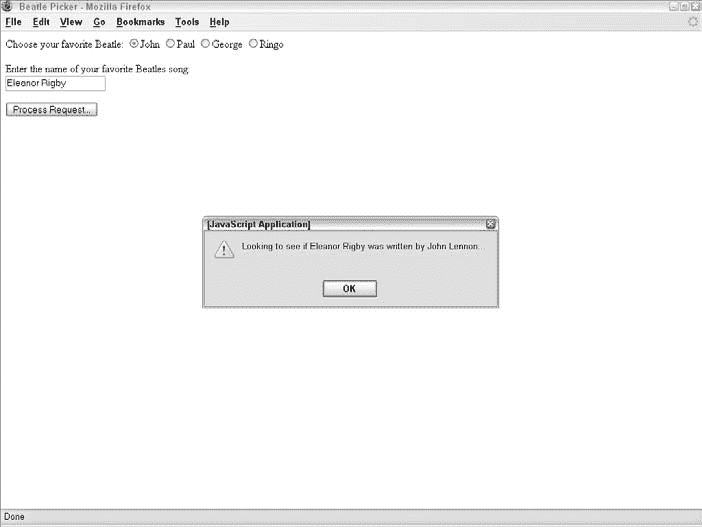 Beatle Picker - Mozilla Firefox
File Edit View Go Bookmarks Tools Help
Choose your favorite Beatle: John Paul George Ringo
Enter the name of your favorite Beatles song
Eleanor Rigby
Process Request...
[JavaScript Application]
Looking to see if Eleanor Rigby was written by John Lennon...
OK
Done